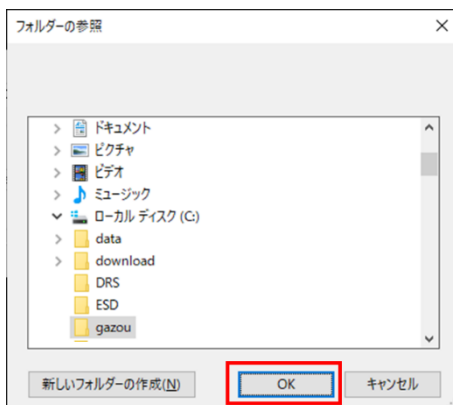 フォルダーの参照
ドキュメント
ピクチャ
ビデオ
ミュージック
ローカル ディスク (C:)
data
download
DRS
ESD
gazou
新しいフォルダーの作成(N)
OK
キャンセル